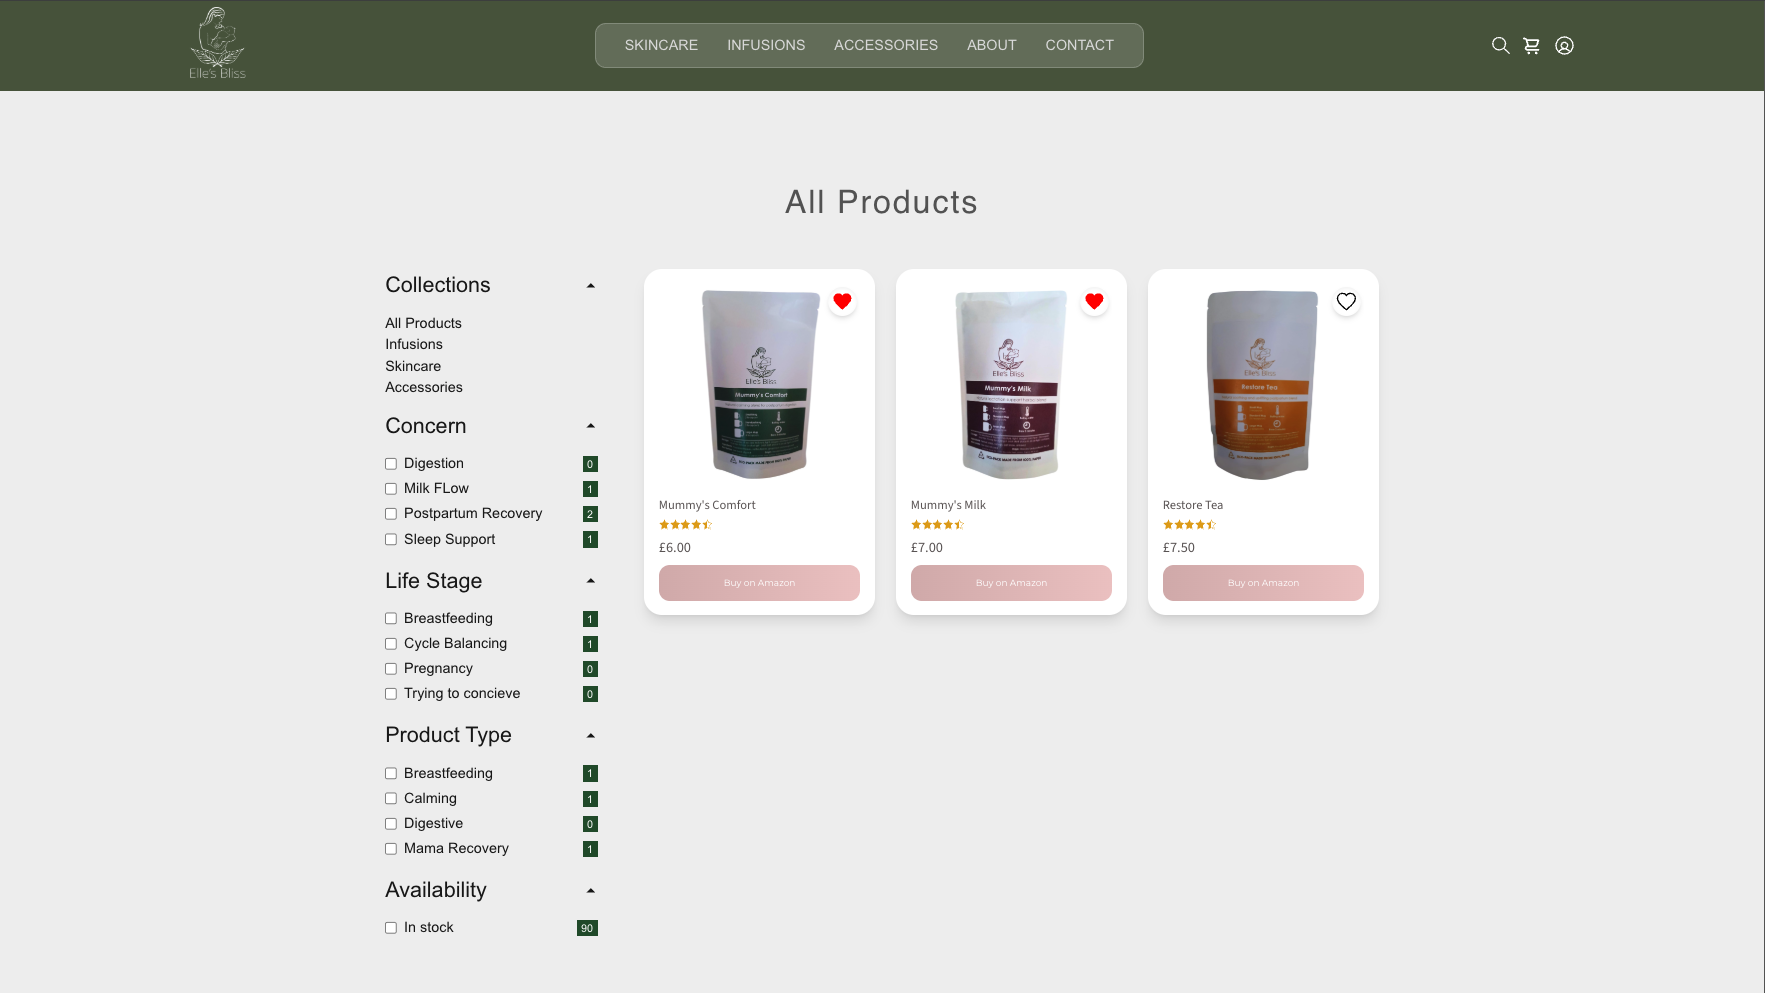 Elle's Bliss
SKINCARE INFUSIONS ACCESSORIES ABOUT CONTACT
All Products
Collections
All Products
Infusions
Skincare
Accessories
Concern
Digestion 0
Milk FLow 1
Postpartum Recovery 2
Sleep Support 1
Life Stage
Breastfeeding 1
Cycle Balancing 1
Pregnancy 0
Trying to concieve 0
Product Type
Breastfeeding 1
Calming 1
Digestive 0
Mama Recovery 1
Availability
In stock 90
Elle's Bliss
Mummy's Comfort
Mummy's Comfort
£6.00
Buy on Amazon
Elle's Bliss
Mummy's Milk
Mummy's Milk
£7.00
Buy on Amazon
Elle's Bliss
Restore Tea
Restore Tea
£7.50
Buy on Amazon